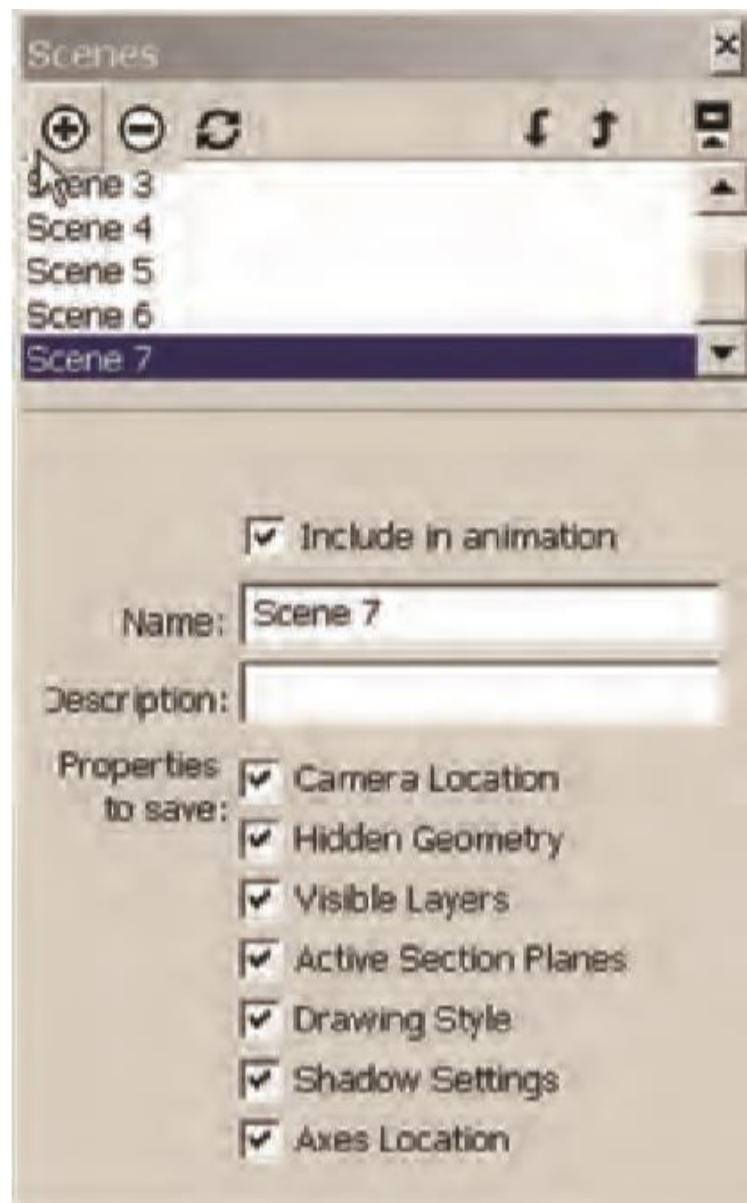 Scenes
Scene 3
Scene 4
Scene 5
Scene 6
Scene 7
Include in animation
Name: Scene 7
Description:
Properties to save:
Camera Location
Hidden Geometry
Visible Layers
Active Section Planes
Drawing Style
Shadow Settings
Axes Location